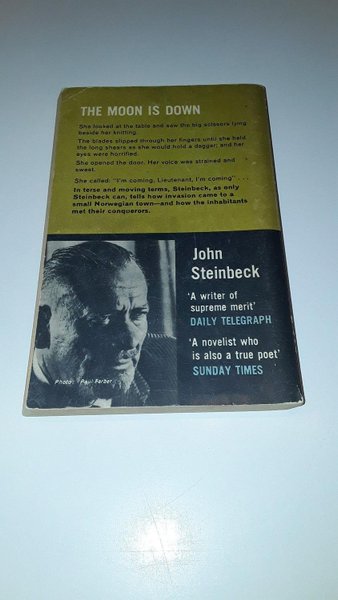 THE MOON IS DOWN
She looked at the table and saw the big scissors lying
beside her knitting.
The blades slipped through her fingers until she held
the long shears as she would hold a dagger; and her
eyes were horrified.
She opened the door. Her voice was strained and
sweet.
She called: "I'm coming, Lieutenant, I'm coming" . . .
In terse and moving terms, Steinbeck, as only
Steinbeck can, tells how invasion came to a
small Norwegian town—and how the inhabitants
met their conquerors.
John
Steinbeck
'A writer of
supreme merit'
DAILY TELEGRAPH
'A novelist who
is also a true poet'
SUNDAY TIMES
Photo: Paul Farber